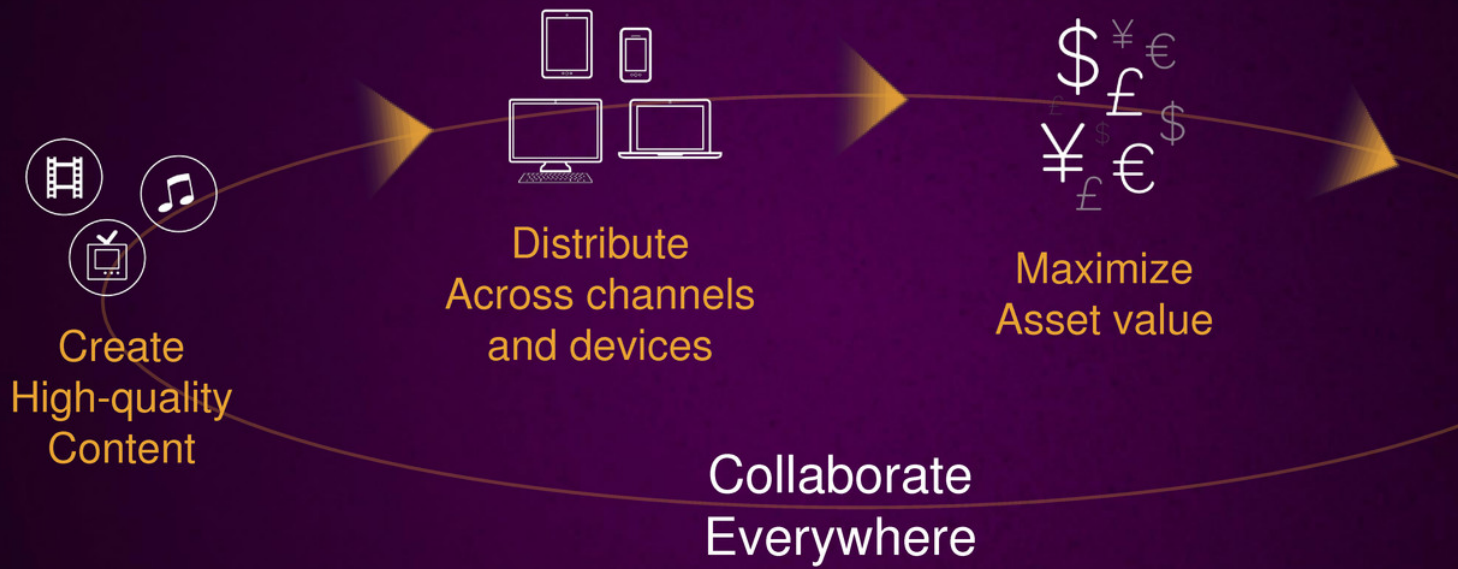 Create
High-quality
Content
Distribute
Across channels
and devices
$ ¥ €
£
£ $
¥ $ €
£
Maximize
Asset value
Collaborate
Everywhere